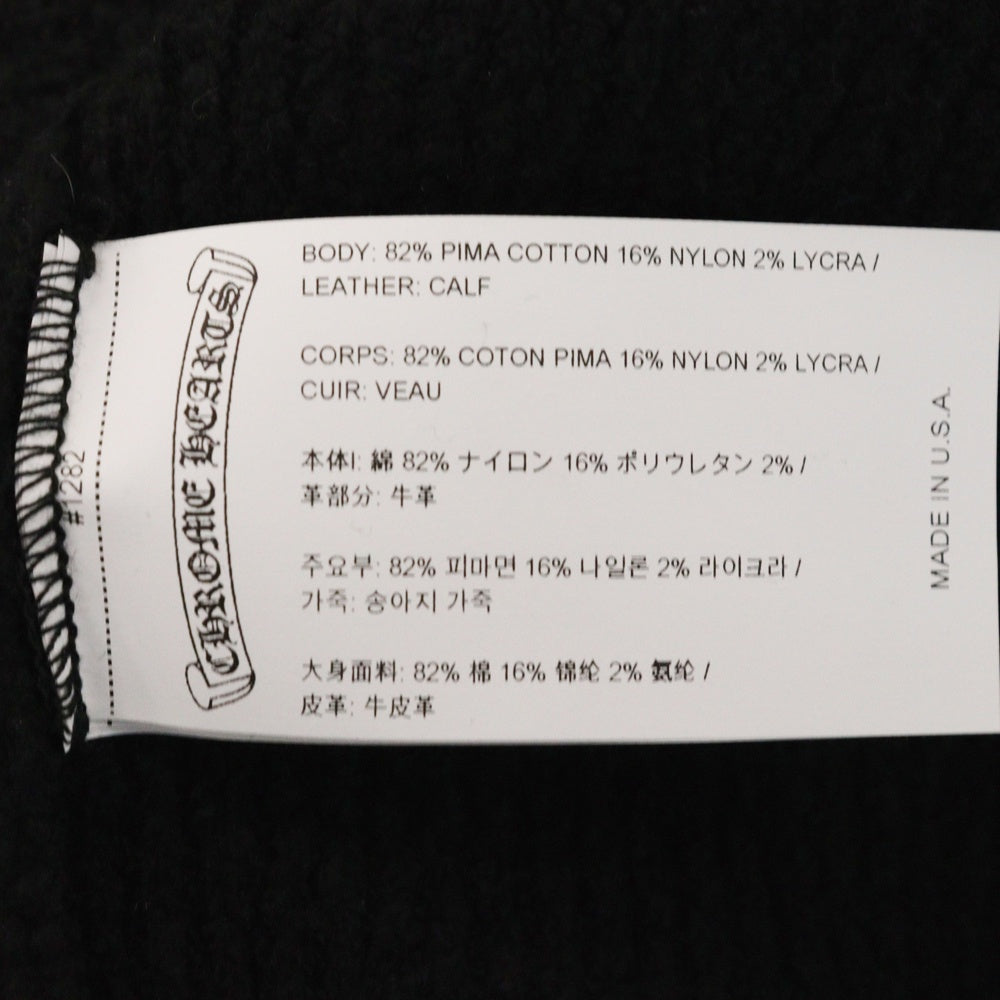 #1282
CHROME HEARTS
BODY: 82% PIMA COTTON 16% NYLON 2% LYCRA /
LEATHER: CALF
CORPS: 82% COTON PIMA 16% NYLON 2% LYCRA /
CUIR: VEAU
本体l: 綿 82% ナイロン 16% ポリウレタン 2% /
革部分: 牛革
주요부: 82% 피마면 16% 나일론 2% 라이크라 /
가죽: 송아지 가죽
大身面料: 82% 棉 16% 锦纶 2% 氨纶 /
皮革: 牛皮革
MADE IN U.S.A.